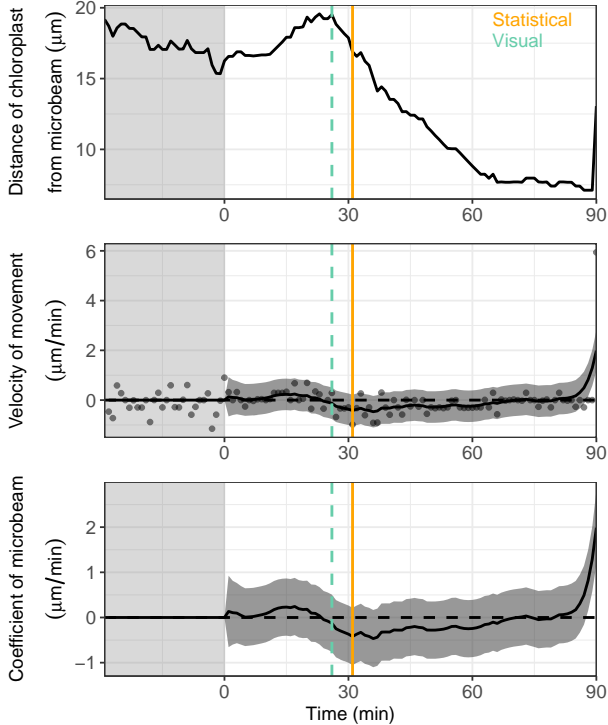 Distance of chloroplast
from microbeam (μm)
20
15
10
Statistical
Visual
0
30
60
90
Velocity of movement
(μm/min)
6
4
2
0
0
30
60
90
Coefficient of microbeam
(μm/min)
2
1
0
−1
0
30
60
90
Time (min)